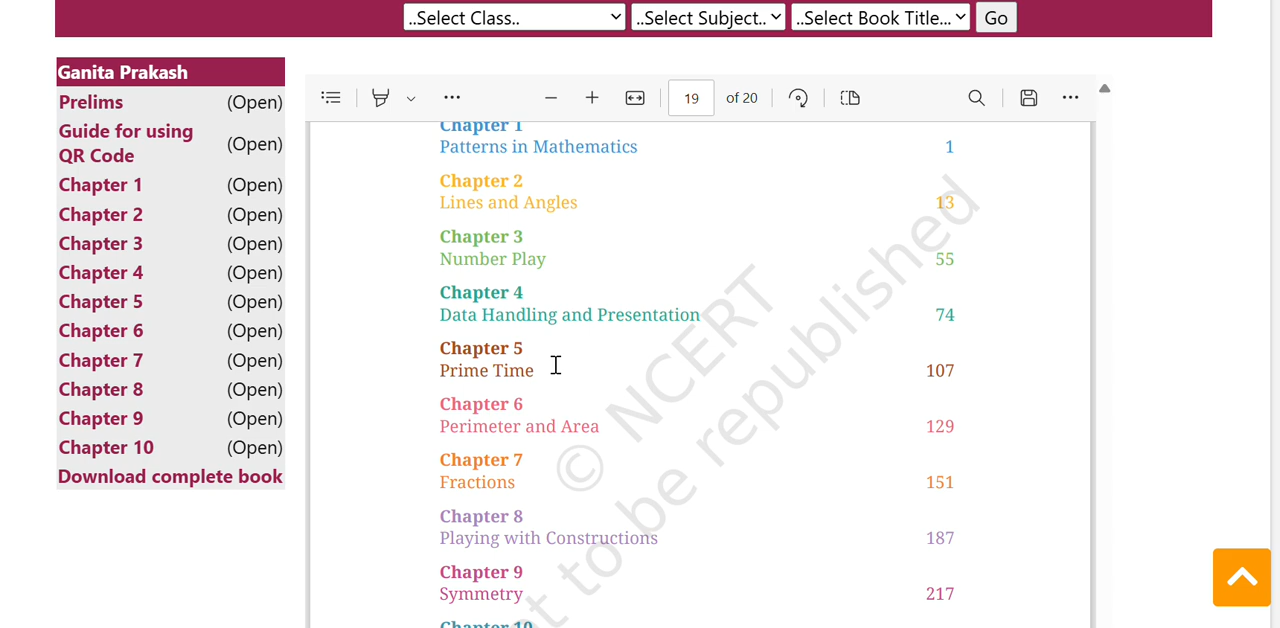 ..Select Class.. ..Select Subject.. ..Select Book Title... Go
Ganita Prakash
Prelims (Open)
Guide for using
QR Code (Open)
Chapter 1 (Open)
Chapter 2 (Open)
Chapter 3 (Open)
Chapter 4 (Open)
Chapter 5 (Open)
Chapter 6 (Open)
Chapter 7 (Open)
Chapter 8 (Open)
Chapter 9 (Open)
Chapter 10 (Open)
Download complete book
19 of 20
Chapter 1
Patterns in Mathematics 1
Chapter 2
Lines and Angles 13
Chapter 3
Number Play 55
Chapter 4
Data Handling and Presentation 74
Chapter 5
Prime Time 107
Chapter 6
Perimeter and Area 129
Chapter 7
Fractions 151
Chapter 8
Playing with Constructions 187
Chapter 9
Symmetry 217
Chapter 10
© NCERT
to be republished